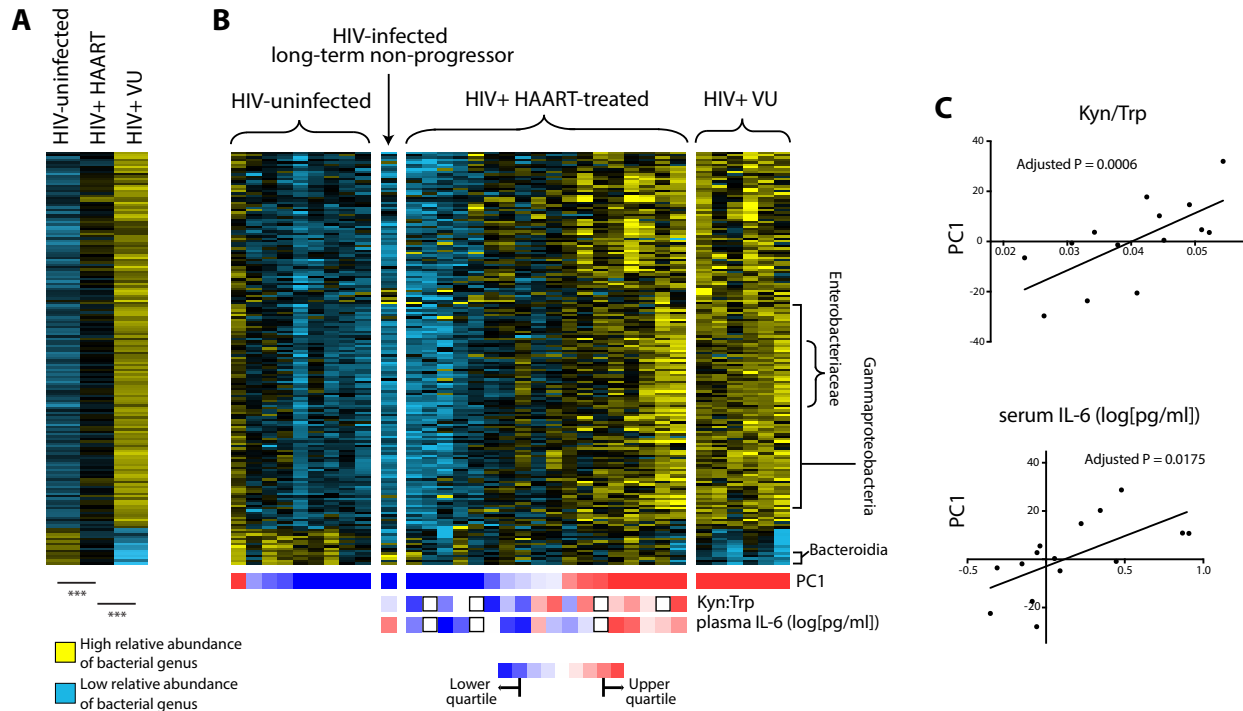 A
HIV-uninfected
HIV+ HAART
HIV+ VU
***
***
High relative abundance
of bacterial genus
Low relative abundance
of bacterial genus
B
HIV-infected
long-term non-progressor
HIV-uninfected
HIV+ HAART-treated
HIV+ VU
Enterobacteriaceae
Gammaproteobacteria
Bacteroidia
PC1
Kyn:Trp
plasma IL-6 (log[pg/ml])
Lower
quartile
Upper
quartile
C
Kyn/Trp
Adjusted P = 0.0006
PC1
40
20
0
-20
-40
0.02
0.03
0.04
0.05
serum IL-6 (log[pg/ml])
Adjusted P = 0.0175
PC1
40
20
-20
-0.5
0.5
1.0